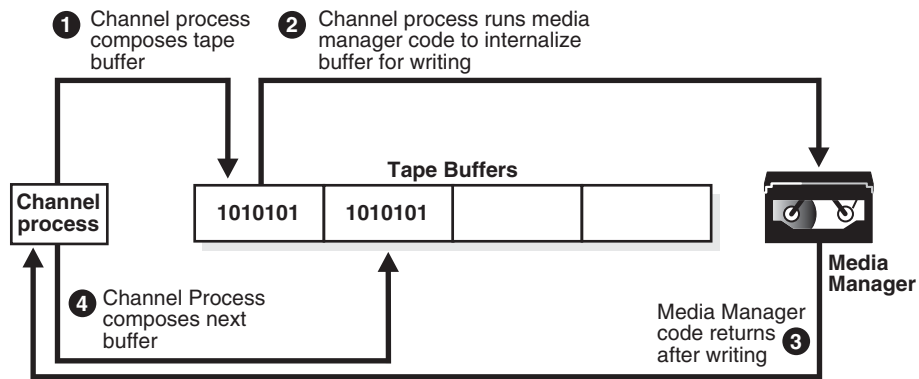 1 Channel process
composes tape
buffer
2 Channel process runs media
manager code to internalize
buffer for writing
Tape Buffers
Channel
process
1010101
1010101
Media
Manager
4 Channel Process
composes next
buffer
Media Manager
code returns 3
after writing